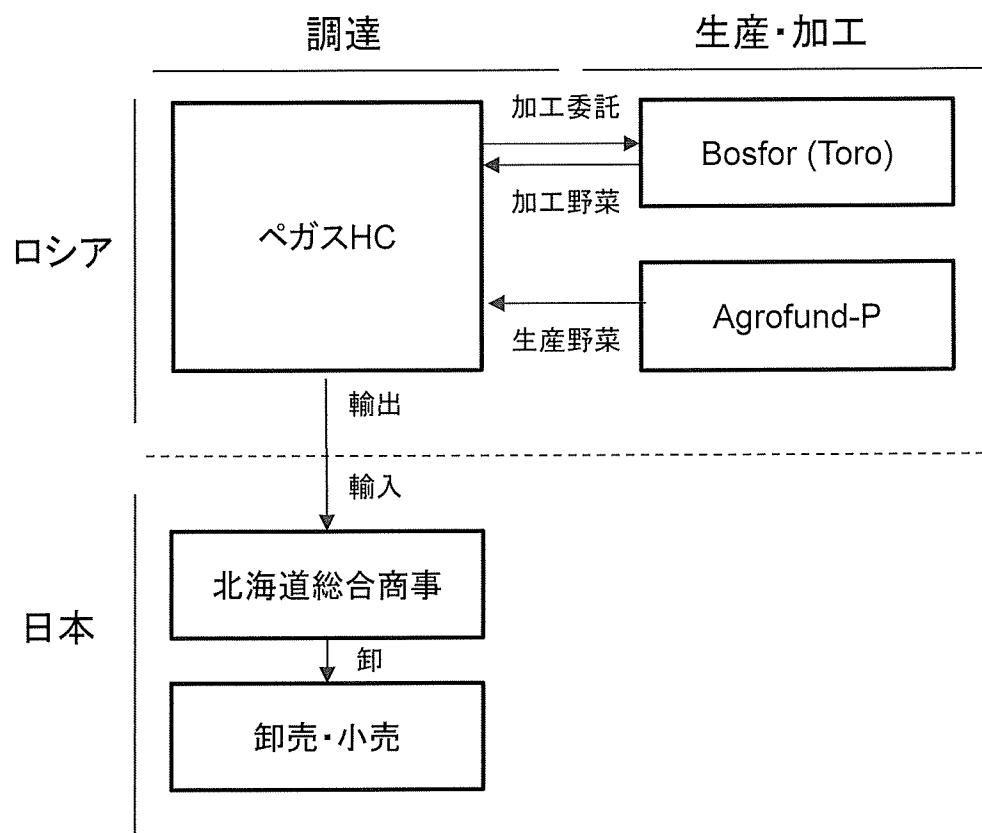 調達
生産・加工
加工委託
ペガスHC
Bosfor (Toro)
加工野菜
ロシア
Agrofund-P
生産野菜
輸出
輸入
北海道総合商事
日本
卸
卸売・小売